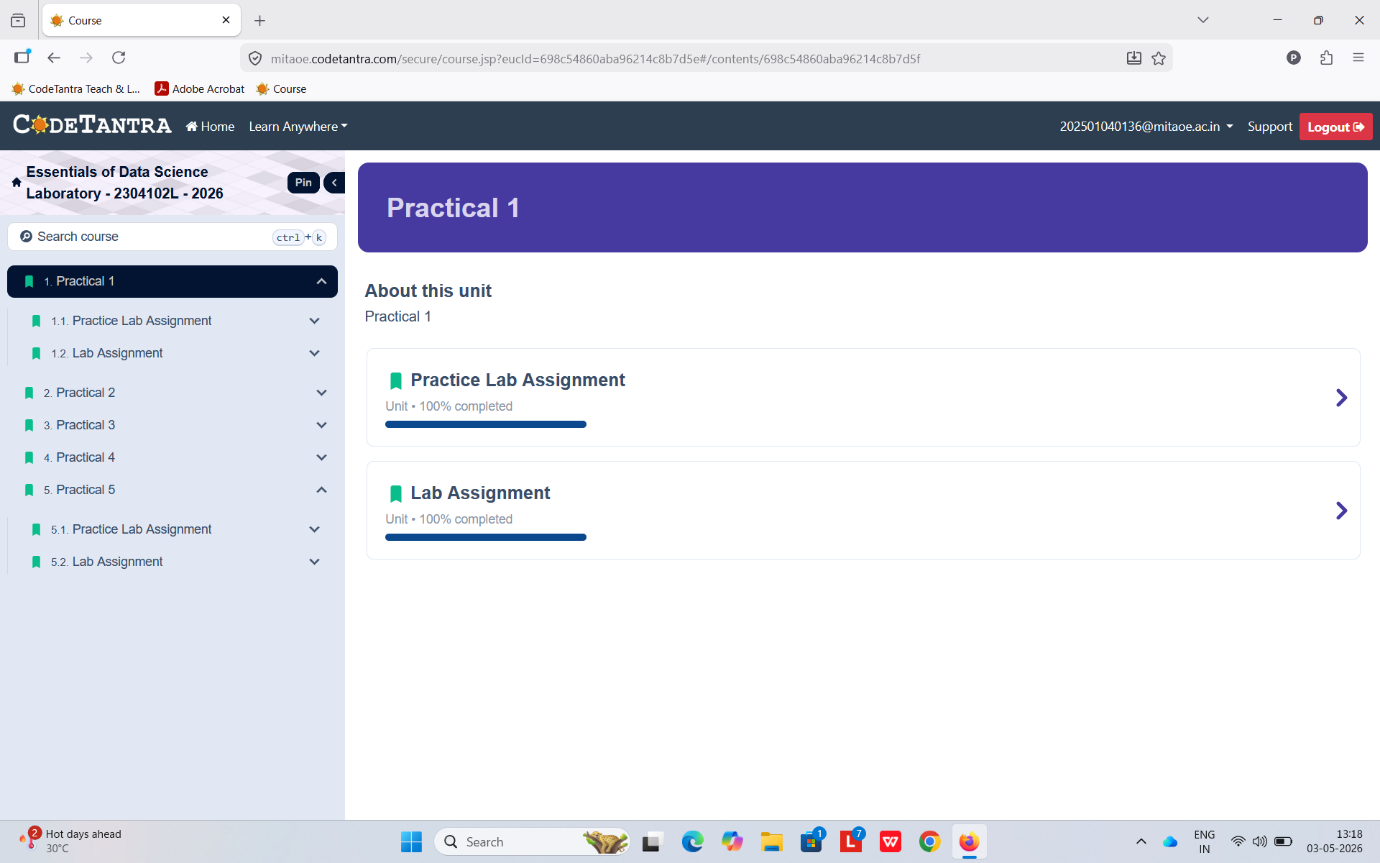 Course
mitaoe.codetantra.com/secure/course.jsp?eucId=698c54860aba96214c8b7d5e#/contents/698c54860aba96214c8b7d5f
P
CodeTantra Teach & L...
Adobe Acrobat
Course
CODETANTRA
Home
Learn Anywhere
202501040136@mitaoe.ac.in
Support
Logout
Essentials of Data Science
Laboratory - 2304102L - 2026
Pin
Search course
ctrl + k
1. Practical 1
1.1. Practice Lab Assignment
1.2. Lab Assignment
2. Practical 2
3. Practical 3
4. Practical 4
5. Practical 5
5.1. Practice Lab Assignment
5.2. Lab Assignment
Practical 1
About this unit
Practical 1
Practice Lab Assignment
Unit • 100% completed
Lab Assignment
Unit • 100% completed
2
Hot days ahead
30°C
Search
1
L
7
W
ENG
IN
13:18
03-05-2026